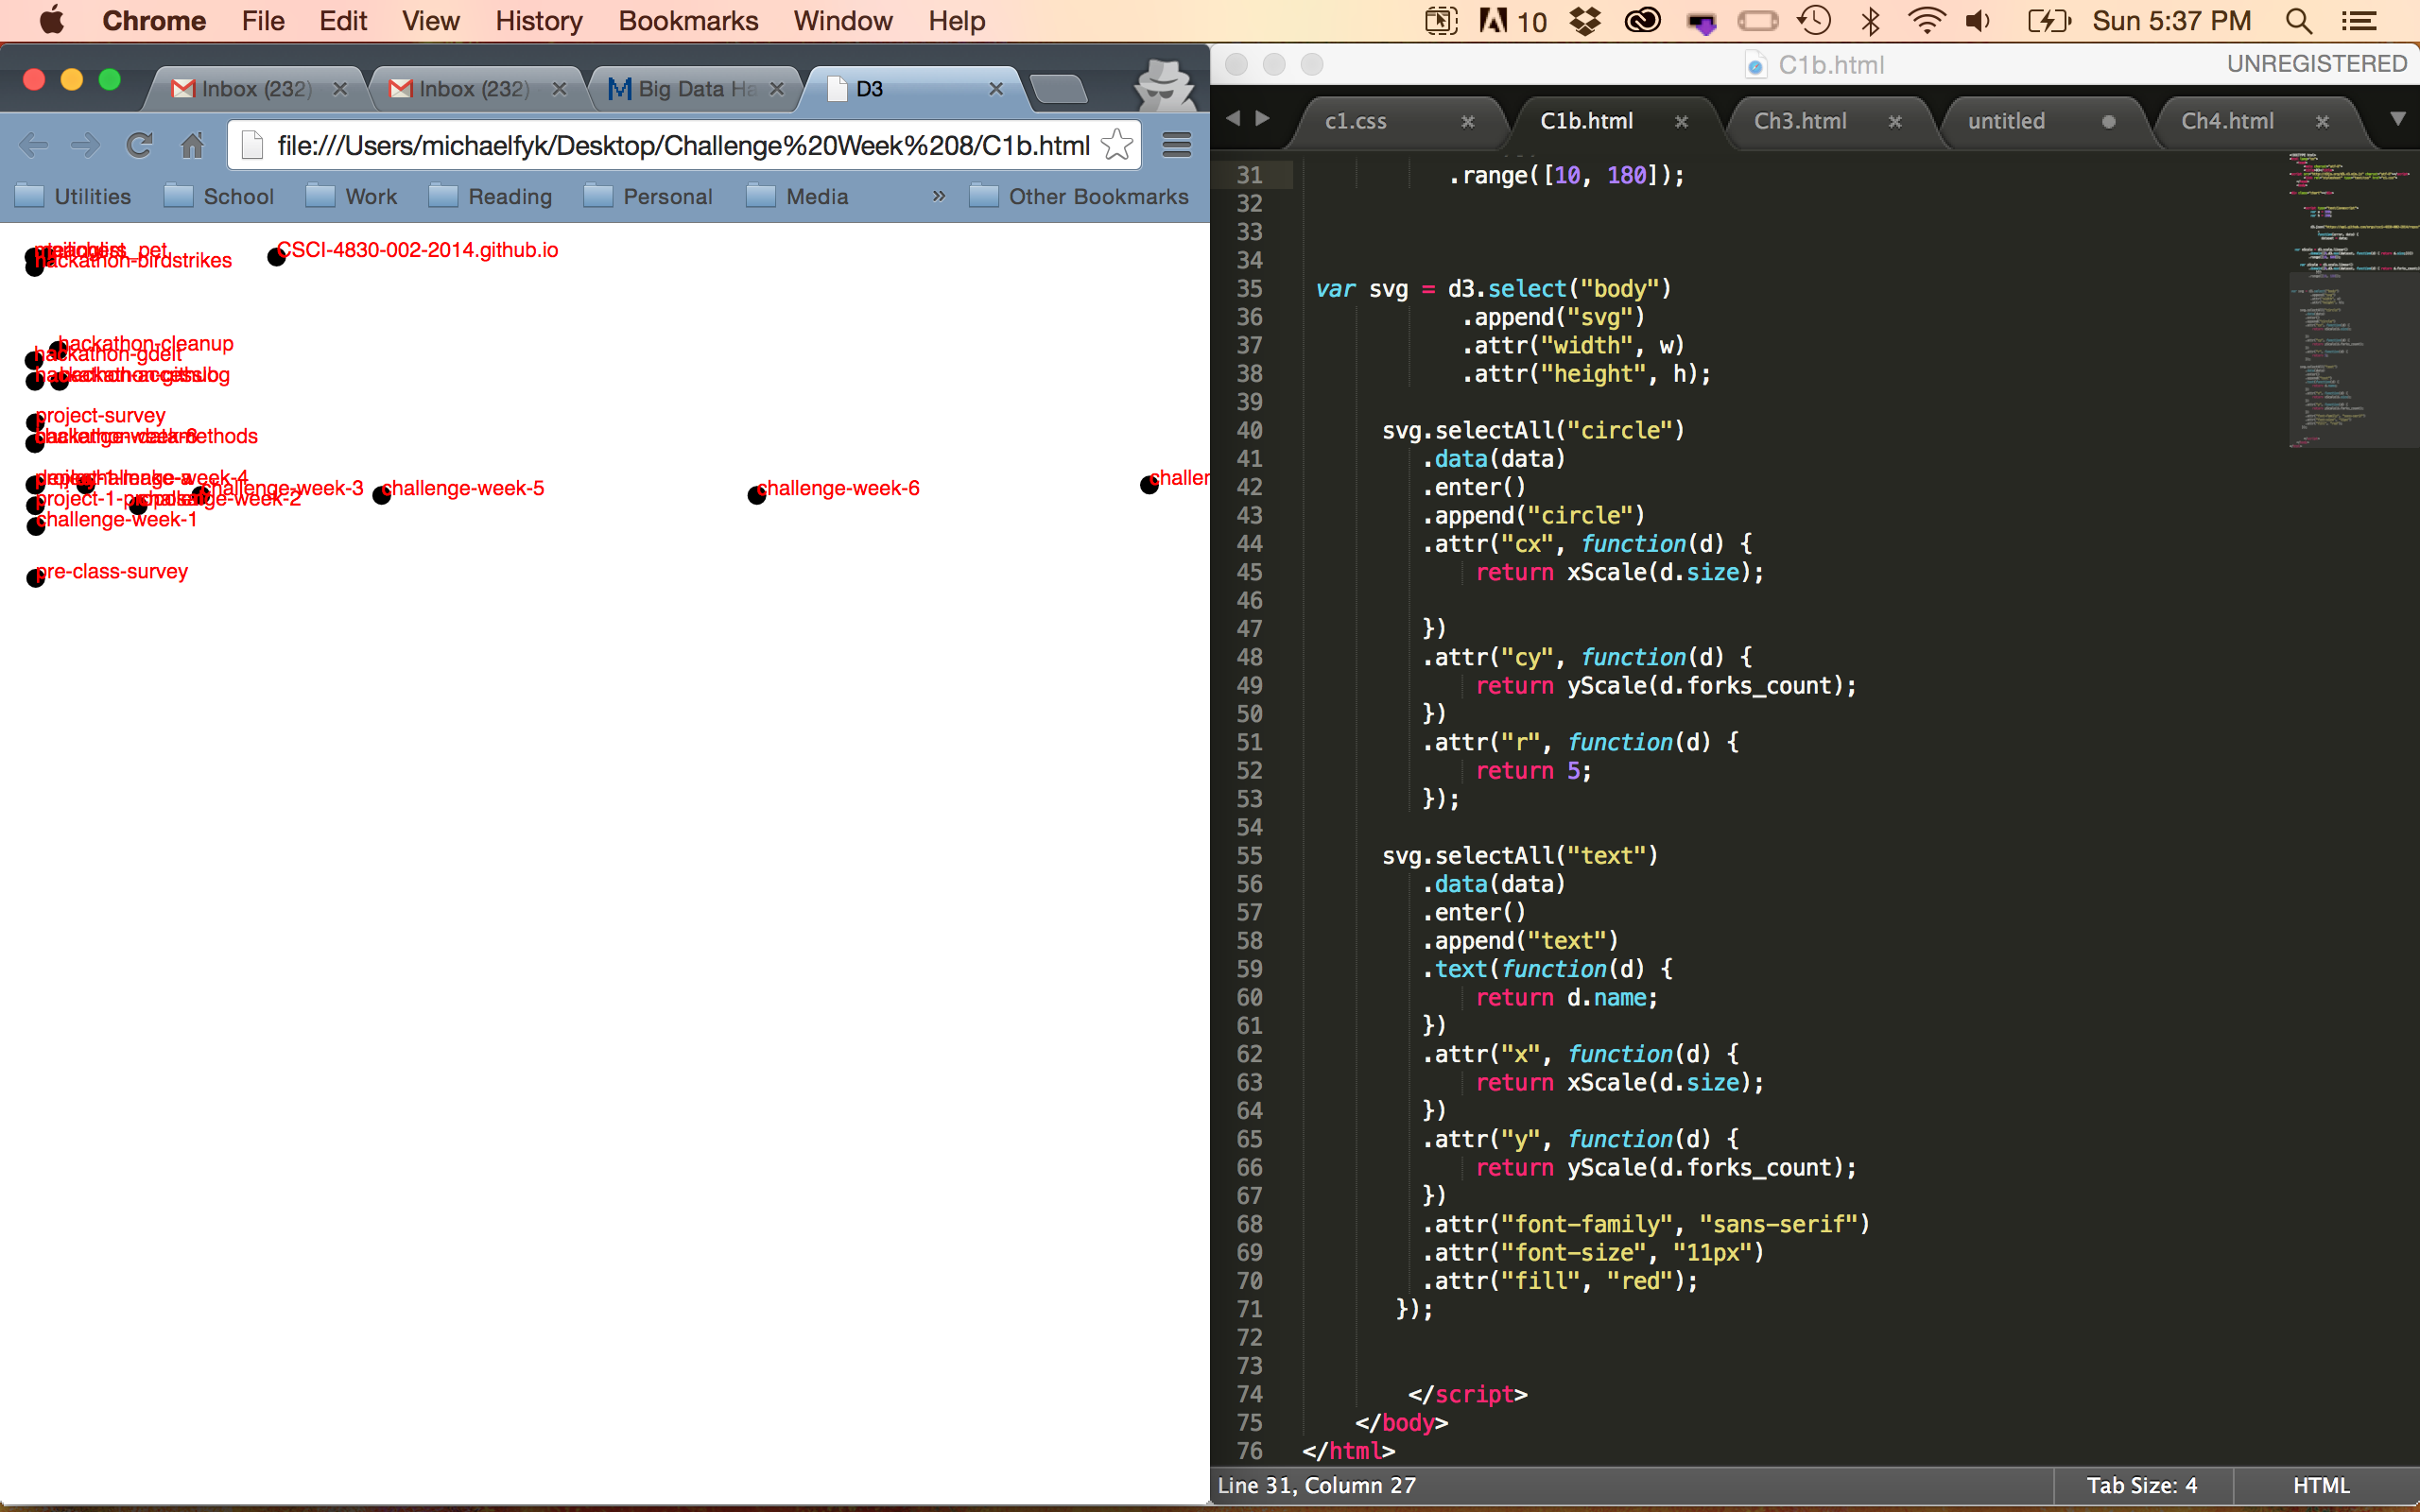 Chrome File Edit View History Bookmarks Window Help 10 Sun 5:37 PM
Inbox (232) Inbox (232) Big Data Ha D3
file:///Users/michaelfyk/Desktop/Challenge%20Week%208/C1b.html
Utilities School Work Reading Personal Media » Other Bookmarks
CSCI-4830-002-2014.github.io
hackathon-birdstrikes
hackathon-cleanup
hackathon-gdelt
project-survey
challenge-week-3 challenge-week-5 challenge-week-6 challen
challenge-week-2
challenge-week-1
pre-class-survey
C1b.html UNREGISTERED
c1.css C1b.html Ch3.html untitled Ch4.html
31 .range([10, 180]);
32
33
34
35 var svg = d3.select("body")
36 .append("svg")
37 .attr("width", w)
38 .attr("height", h);
39
40 svg.selectAll("circle")
41 .data(data)
42 .enter()
43 .append("circle")
44 .attr("cx", function(d) {
45 return xScale(d.size);
46
47 })
48 .attr("cy", function(d) {
49 return yScale(d.forks_count);
50 })
51 .attr("r", function(d) {
52 return 5;
53 });
54
55 svg.selectAll("text")
56 .data(data)
57 .enter()
58 .append("text")
59 .text(function(d) {
60 return d.name;
61 })
62 .attr("x", function(d) {
63 return xScale(d.size);
64 })
65 .attr("y", function(d) {
66 return yScale(d.forks_count);
67 })
68 .attr("font-family", "sans-serif")
69 .attr("font-size", "11px")
70 .attr("fill", "red");
71 });
72
73
74 </script>
75 </body>
76 </html>
Line 31, Column 27 Tab Size: 4 HTML